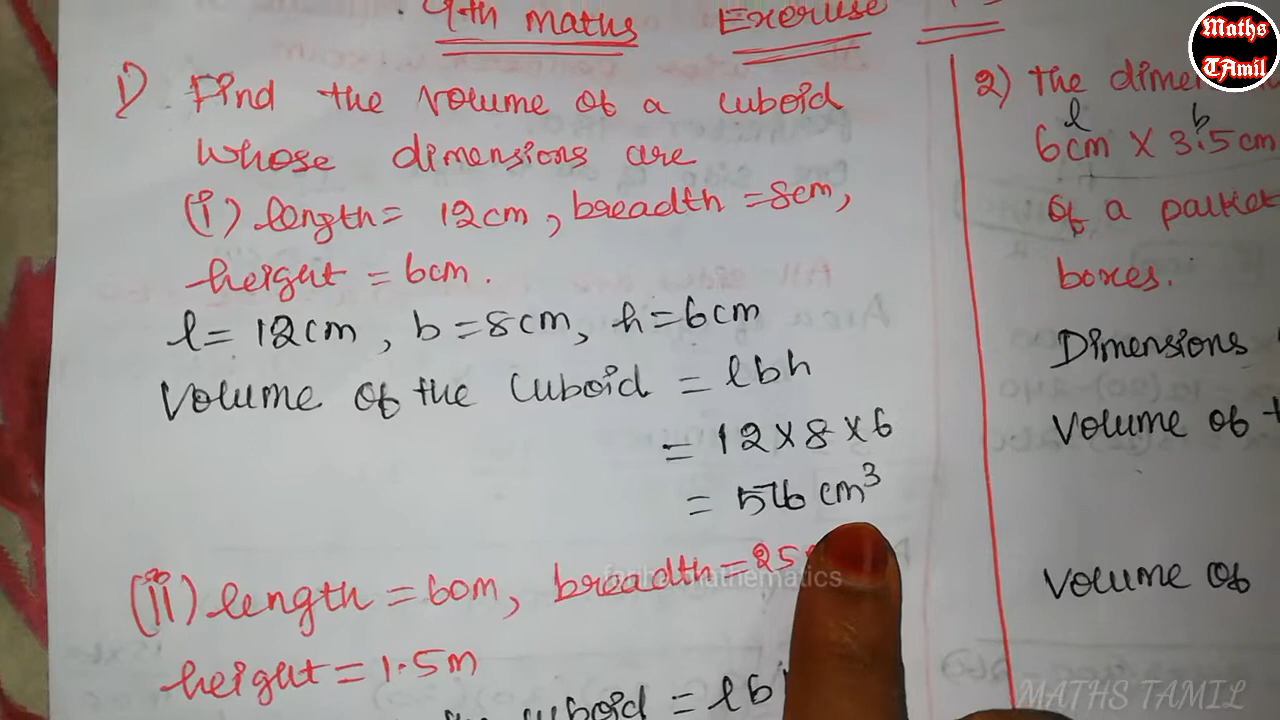 9th maths Exercise
1) Find the volume of a cuboid
whose dimensions are
(i) length = 12cm, breadth = 8cm,
height = 6cm.
l = 12cm, b = 8cm, h = 6cm
Volume of the cuboid = lbh
= 12 × 8 × 6
= 576 cm³
(ii) length = 60m, breadth = 25
height = 1.5m
cuboid = lb
2) The
l b
6cm × 3.5cm
of a packet
boxes.
Dimensions
Volume of
Volume of
Maths
TAmil
mathematics
MATHS TAMIL